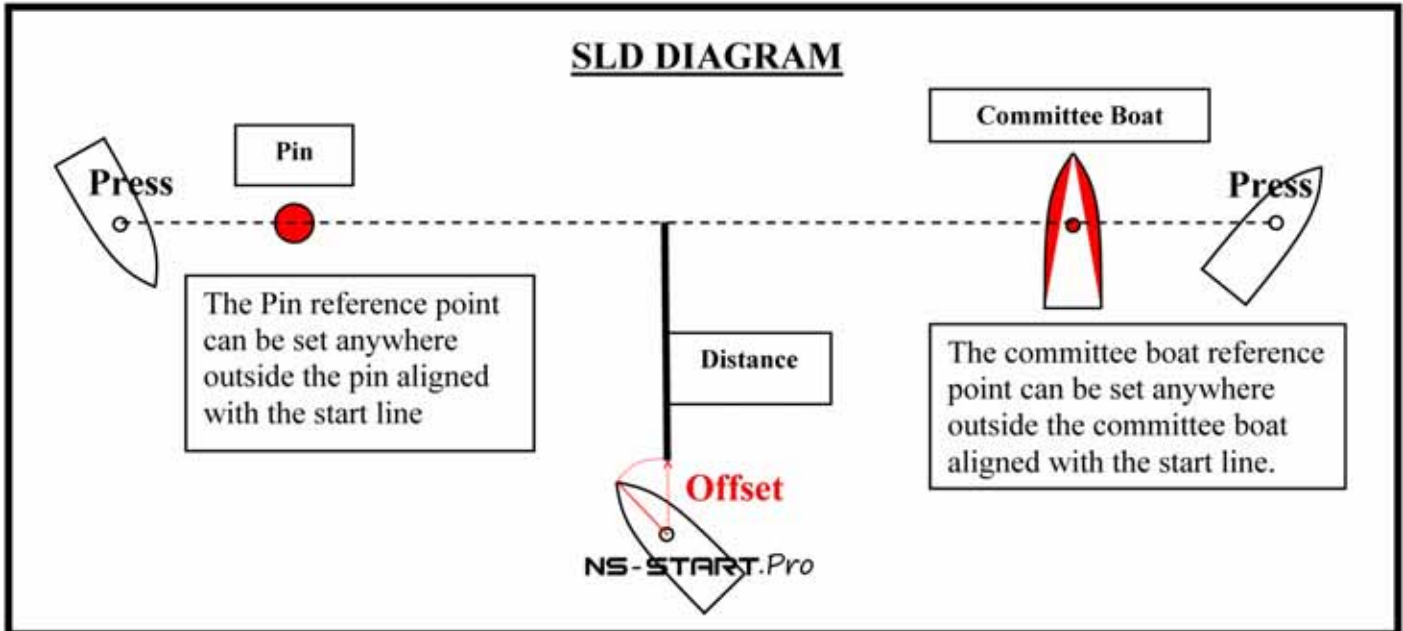 SLD DIAGRAM
Committee Boat
Pin
Press
Press
The Pin reference point
can be set anywhere
outside the pin aligned
with the start line
Distance
The committee boat reference
point can be set anywhere
outside the committee boat
aligned with the start line.
Offset
NS-START.Pro